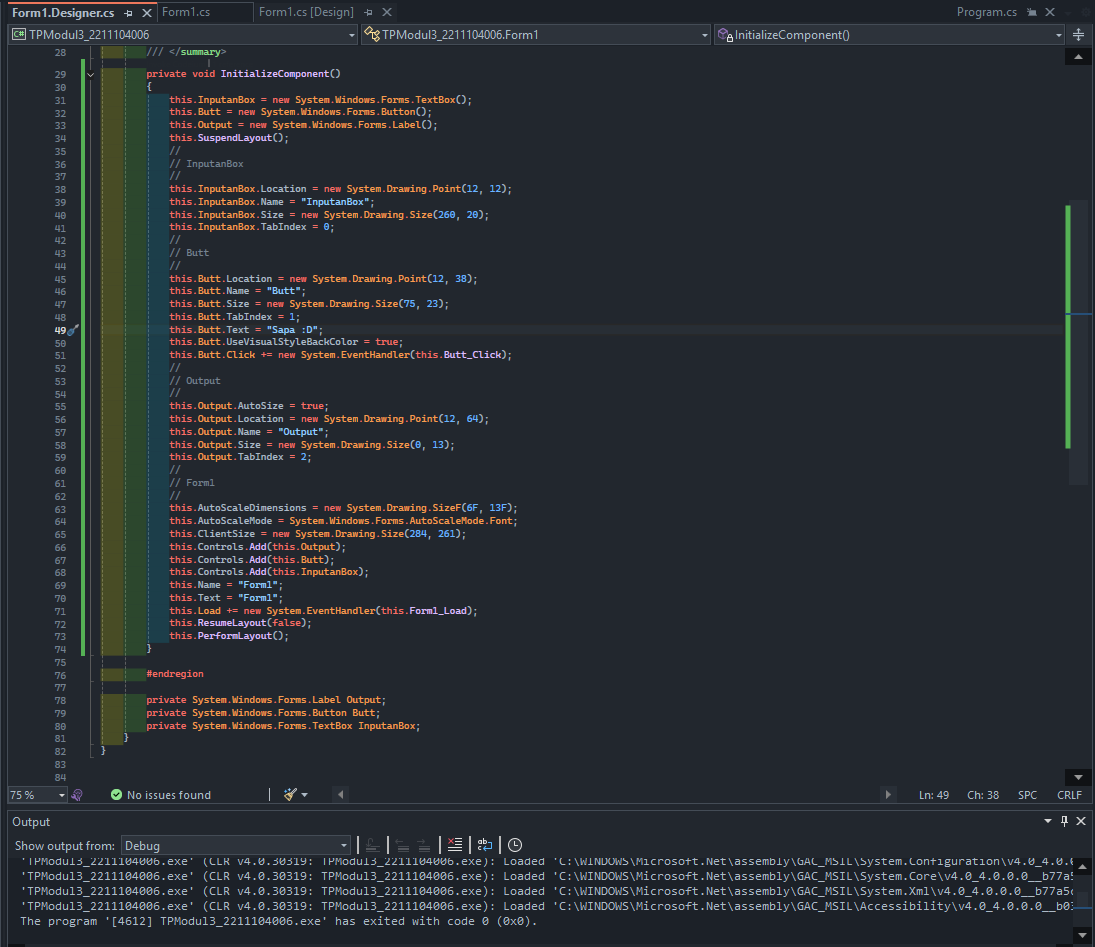 Form1.Designer.cs Form1.cs Form1.cs [Design] Program.cs
C# TPModul3_2211104006 TPModul3_2211104006.Form1 InitializeComponent()
28 /// </summary>
29 private void InitializeComponent()
30 {
31 this.InputanBox = new System.Windows.Forms.TextBox();
32 this.Butt = new System.Windows.Forms.Button();
33 this.Output = new System.Windows.Forms.Label();
34 this.SuspendLayout();
35 //
36 // InputanBox
37 //
38 this.InputanBox.Location = new System.Drawing.Point(12, 12);
39 this.InputanBox.Name = "InputanBox";
40 this.InputanBox.Size = new System.Drawing.Size(260, 20);
41 this.InputanBox.TabIndex = 0;
42 //
43 // Butt
44 //
45 this.Butt.Location = new System.Drawing.Point(12, 38);
46 this.Butt.Name = "Butt";
47 this.Butt.Size = new System.Drawing.Size(75, 23);
48 this.Butt.TabIndex = 1;
49 this.Butt.Text = "Sapa :D";
50 this.Butt.UseVisualStyleBackColor = true;
51 this.Butt.Click += new System.EventHandler(this.Butt_Click);
52 //
53 // Output
54 //
55 this.Output.AutoSize = true;
56 this.Output.Location = new System.Drawing.Point(12, 64);
57 this.Output.Name = "Output";
58 this.Output.Size = new System.Drawing.Size(0, 13);
59 this.Output.TabIndex = 2;
60 //
61 // Form1
62 //
63 this.AutoScaleDimensions = new System.Drawing.SizeF(6F, 13F);
64 this.AutoScaleMode = System.Windows.Forms.AutoScaleMode.Font;
65 this.ClientSize = new System.Drawing.Size(284, 261);
66 this.Controls.Add(this.Output);
67 this.Controls.Add(this.Butt);
68 this.Controls.Add(this.InputanBox);
69 this.Name = "Form1";
70 this.Text = "Form1";
71 this.Load += new System.EventHandler(this.Form1_Load);
72 this.ResumeLayout(false);
73 this.PerformLayout();
74 }
75
76 #endregion
77
78 private System.Windows.Forms.Label Output;
79 private System.Windows.Forms.Button Butt;
80 private System.Windows.Forms.TextBox InputanBox;
81 }
82 }
83
84
75 % No issues found Ln: 49 Ch: 38 SPC CRLF
Output
Show output from: Debug
'TPModul3_2211104006.exe' (CLR v4.0.30319: TPModul3_2211104006.exe): Loaded 'C:\WINDOWS\Microsoft.Net\assembly\GAC_MSIL\System.Configuration\v4.0_4.0.0
'TPModul3_2211104006.exe' (CLR v4.0.30319: TPModul3_2211104006.exe): Loaded 'C:\WINDOWS\Microsoft.Net\assembly\GAC_MSIL\System.Core\v4.0_4.0.0.0__b77a5
'TPModul3_2211104006.exe' (CLR v4.0.30319: TPModul3_2211104006.exe): Loaded 'C:\WINDOWS\Microsoft.Net\assembly\GAC_MSIL\System.Xml\v4.0_4.0.0.0__b77a5c
'TPModul3_2211104006.exe' (CLR v4.0.30319: TPModul3_2211104006.exe): Loaded 'C:\WINDOWS\Microsoft.Net\assembly\GAC_MSIL\Accessibility\v4.0_4.0.0.0__b03
The program '[4612] TPModul3_2211104006.exe' has exited with code 0 (0x0).